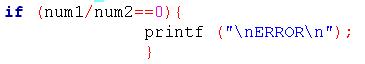 if (num1/num2==0){
printf ("\nERROR\n");
}